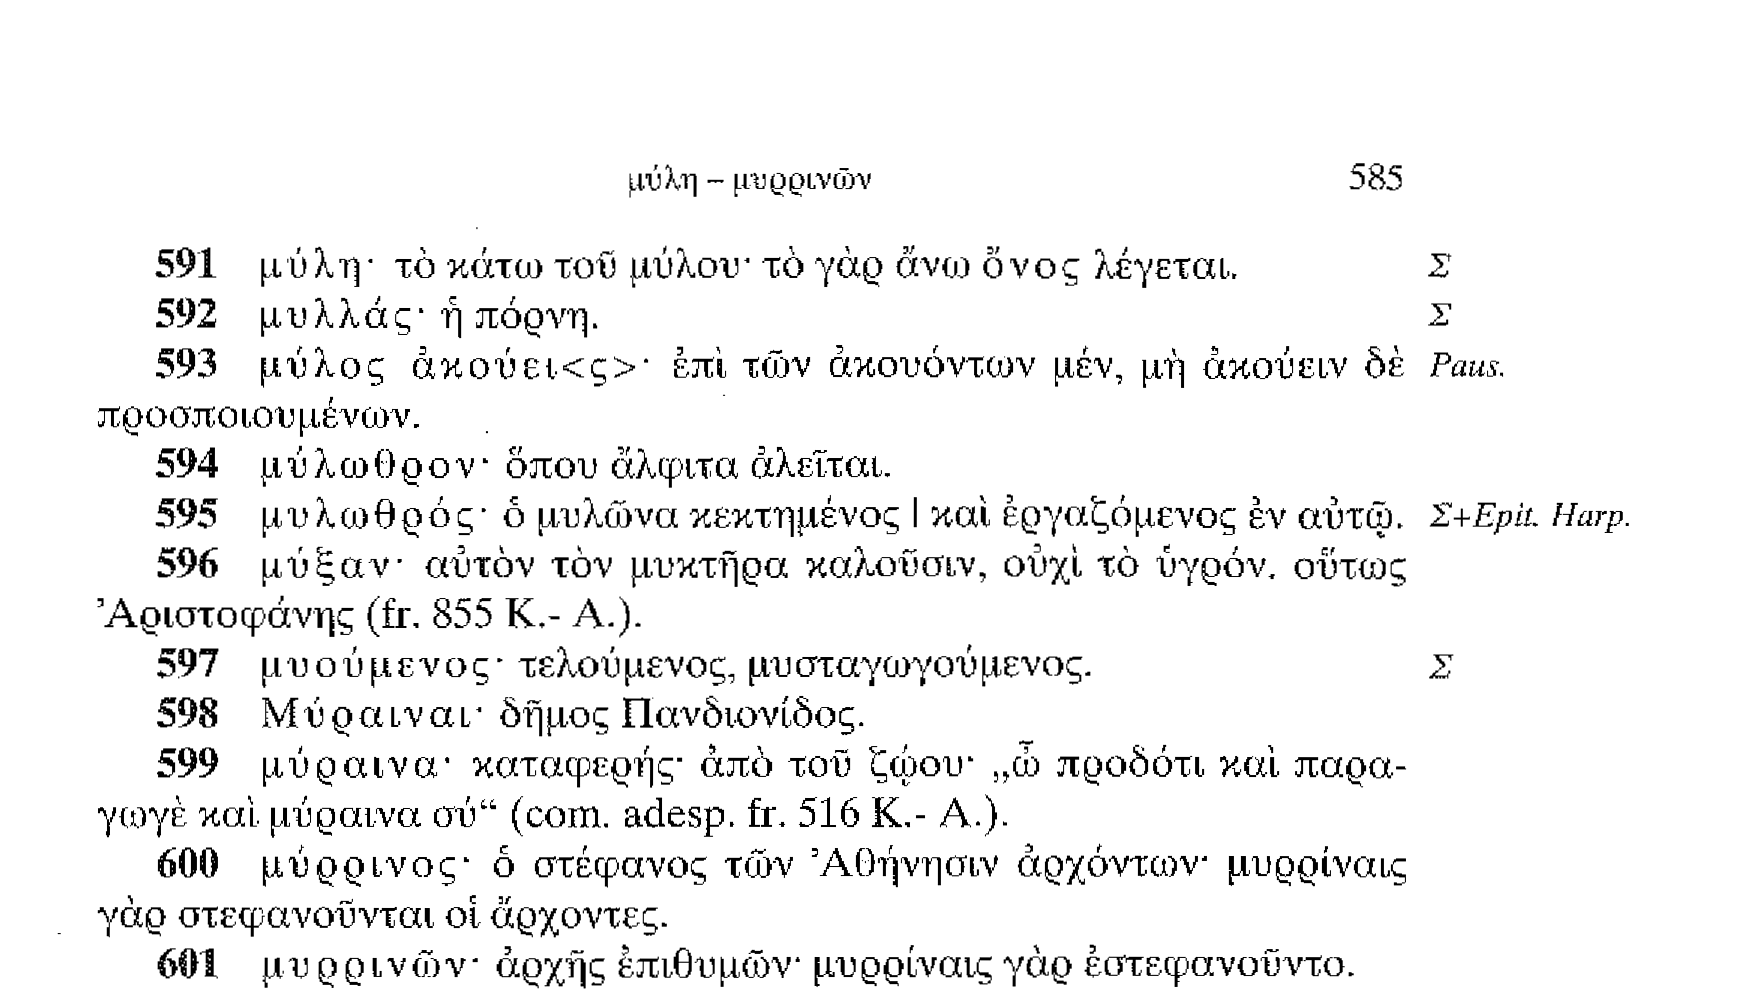 μύλη – μυρρινῶν 585
591 μύλη· τὸ κάτω τοῦ μύλου· τὸ γὰρ ἄνω ὄνος λέγεται. Σ
592 μυλλάς· ἡ πόρνη. Σ
593 μύλος ἀκούει<ς>· ἐπὶ τῶν ἀκουόντων μέν, μὴ ἀκούειν δὲ Paus.
προσποιουμένων.
594 μύλωθρον· ὅπου ἄλφιτα ἀλεῖται.
595 μυλωθρός· ὁ μυλῶνα κεκτημένος | καὶ ἐργαζόμενος ἐν αὐτῷ. Σ+Epit. Harp.
596 μύξαν· αὐτὸν τὸν μυκτῆρα καλοῦσιν, οὐχὶ τὸ ὑγρόν. οὕτως
Ἀριστοφάνης (fr. 855 K.- A.).
597 μυούμενος· τελούμενος, μυσταγωγούμενος. Σ
598 Μύραιναι· δῆμος Πανδιονίδος.
599 μύραινα· καταφερής· ἀπὸ τοῦ ζῴου· „ὦ προδότι καὶ παρα-
γωγὲ καὶ μύραινα σύ“ (com. adesp. fr. 516 K.- A.).
600 μύρρινος· ὁ στέφανος τῶν Ἀθήνησιν ἀρχόντων· μυρρίναις
γὰρ στεφανοῦνται οἱ ἄρχοντες.
601 μυρρινῶν· ἀρχῆς ἐπιθυμῶν· μυρρίναις γὰρ ἐστεφανοῦντο.